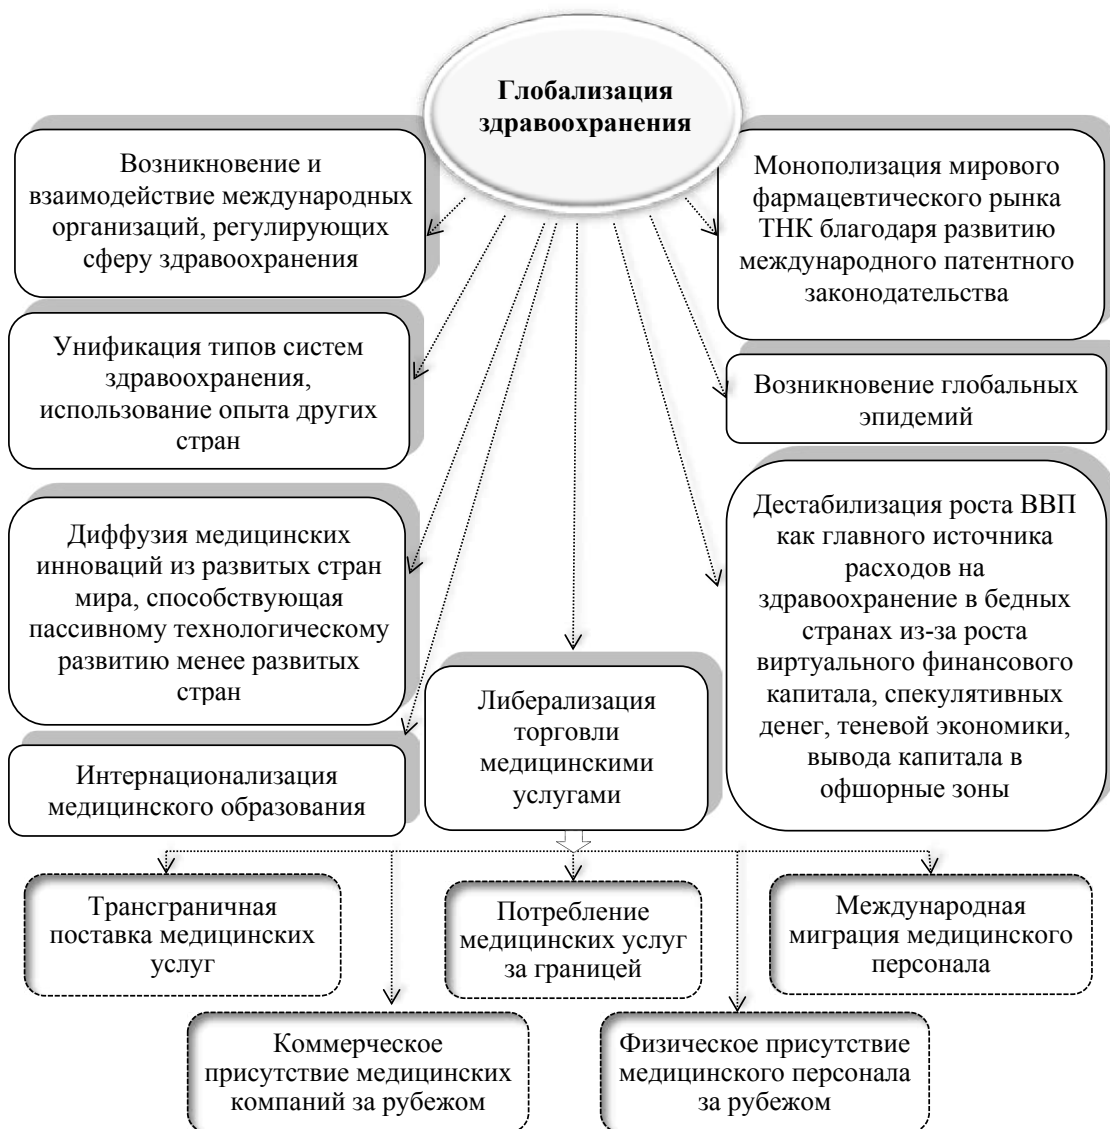 Глобализация
здравоохранения
Возникновение и
взаимодействие международных
организаций, регулирующих
сферу здравоохранения
Монополизация мирового
фармацевтического рынка
ТНК благодаря развитию
международного патентного
законодательства
Унификация типов систем
здравоохранения,
использование опыта других
стран
Возникновение глобальных
эпидемий
Диффузия медицинских
инноваций из развитых стран
мира, способствующая
пассивному технологическому
развитию менее развитых
стран
Дестабилизация роста ВВП
как главного источника
расходов на
здравоохранение в бедных
странах из-за роста
виртуального финансового
капитала, спекулятивных
денег, теневой экономики,
вывода капитала в
офшорные зоны
Либерализация
торговли
медицинскими
услугами
Интернационализация
медицинского образования
Трансграничная
поставка медицинских
услуг
Потребление
медицинских услуг
за границей
Международная
миграция медицинского
персонала
Коммерческое
присутствие медицинских
компаний за рубежом
Физическое присутствие
медицинского персонала
за рубежом